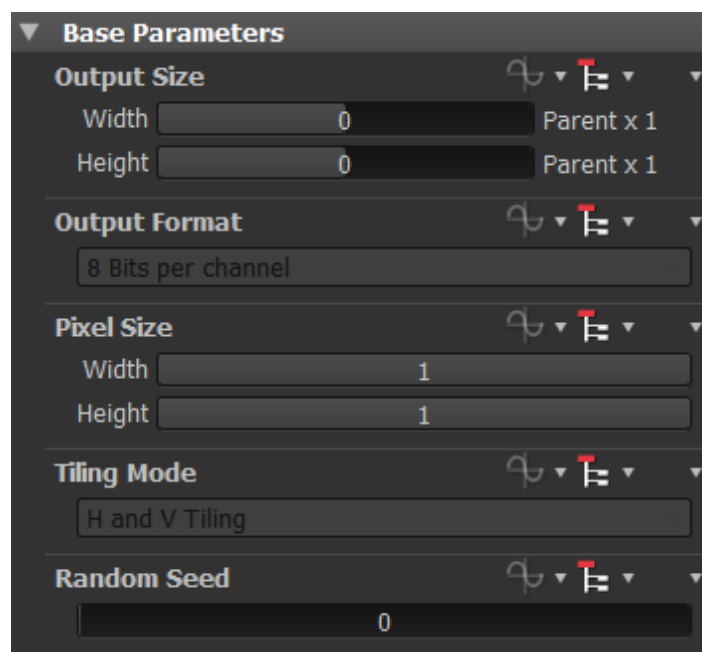 Base Parameters
Output Size
Width 0 Parent x 1
Height 0 Parent x 1
Output Format
8 Bits per channel
Pixel Size
Width 1
Height 1
Tiling Mode
H and V Tiling
Random Seed
0